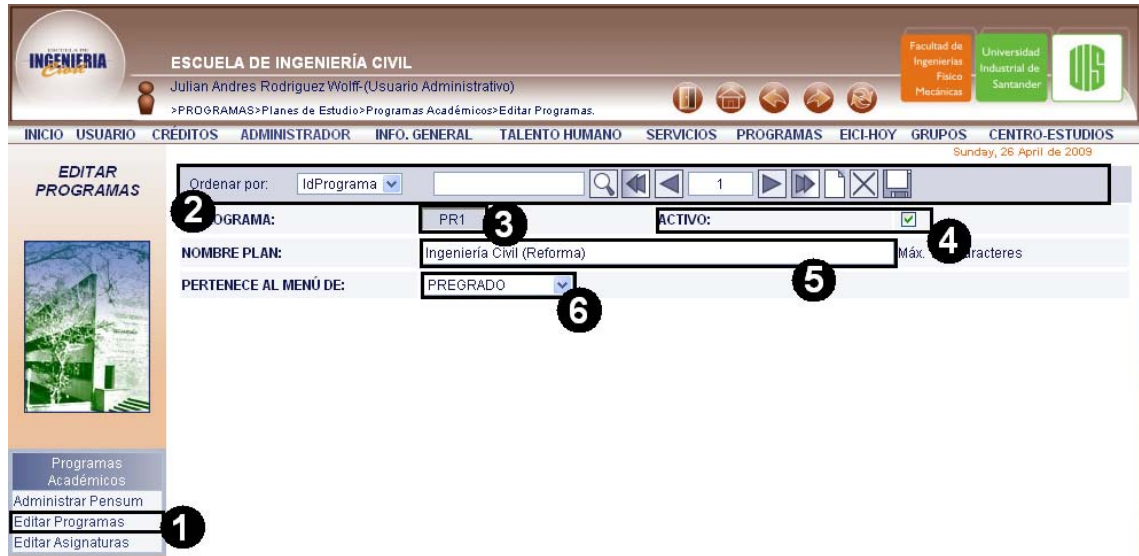 ESCUELA DE
INGENIERIA
Civil
ESCUELA DE INGENIERÍA CIVIL
Julian Andres Rodriguez Wolff-(Usuario Administrativo)
>PROGRAMAS>Planes de Estudio>Programas Académicos>Editar Programas.
Facultad de
Ingenierías
Físico
Mecánicas
Universidad
Industrial de
Santander
INICIO USUARIO CRÉDITOS ADMINISTRADOR INFO. GENERAL TALENTO HUMANO SERVICIOS PROGRAMAS EICI-HOY GRUPOS CENTRO-ESTUDIOS
Sunday, 26 April de 2009
EDITAR
PROGRAMAS
Ordenar por: IdPrograma 1
2 OGRAMA: PR1 3 ACTIVO: 4
NOMBRE PLAN: Ingeniería Civil (Reforma) 5 Máx. racteres
PERTENECE AL MENÚ DE: PREGRADO 6
Programas
Académicos
Administrar Pensum
Editar Programas 1
Editar Asignaturas